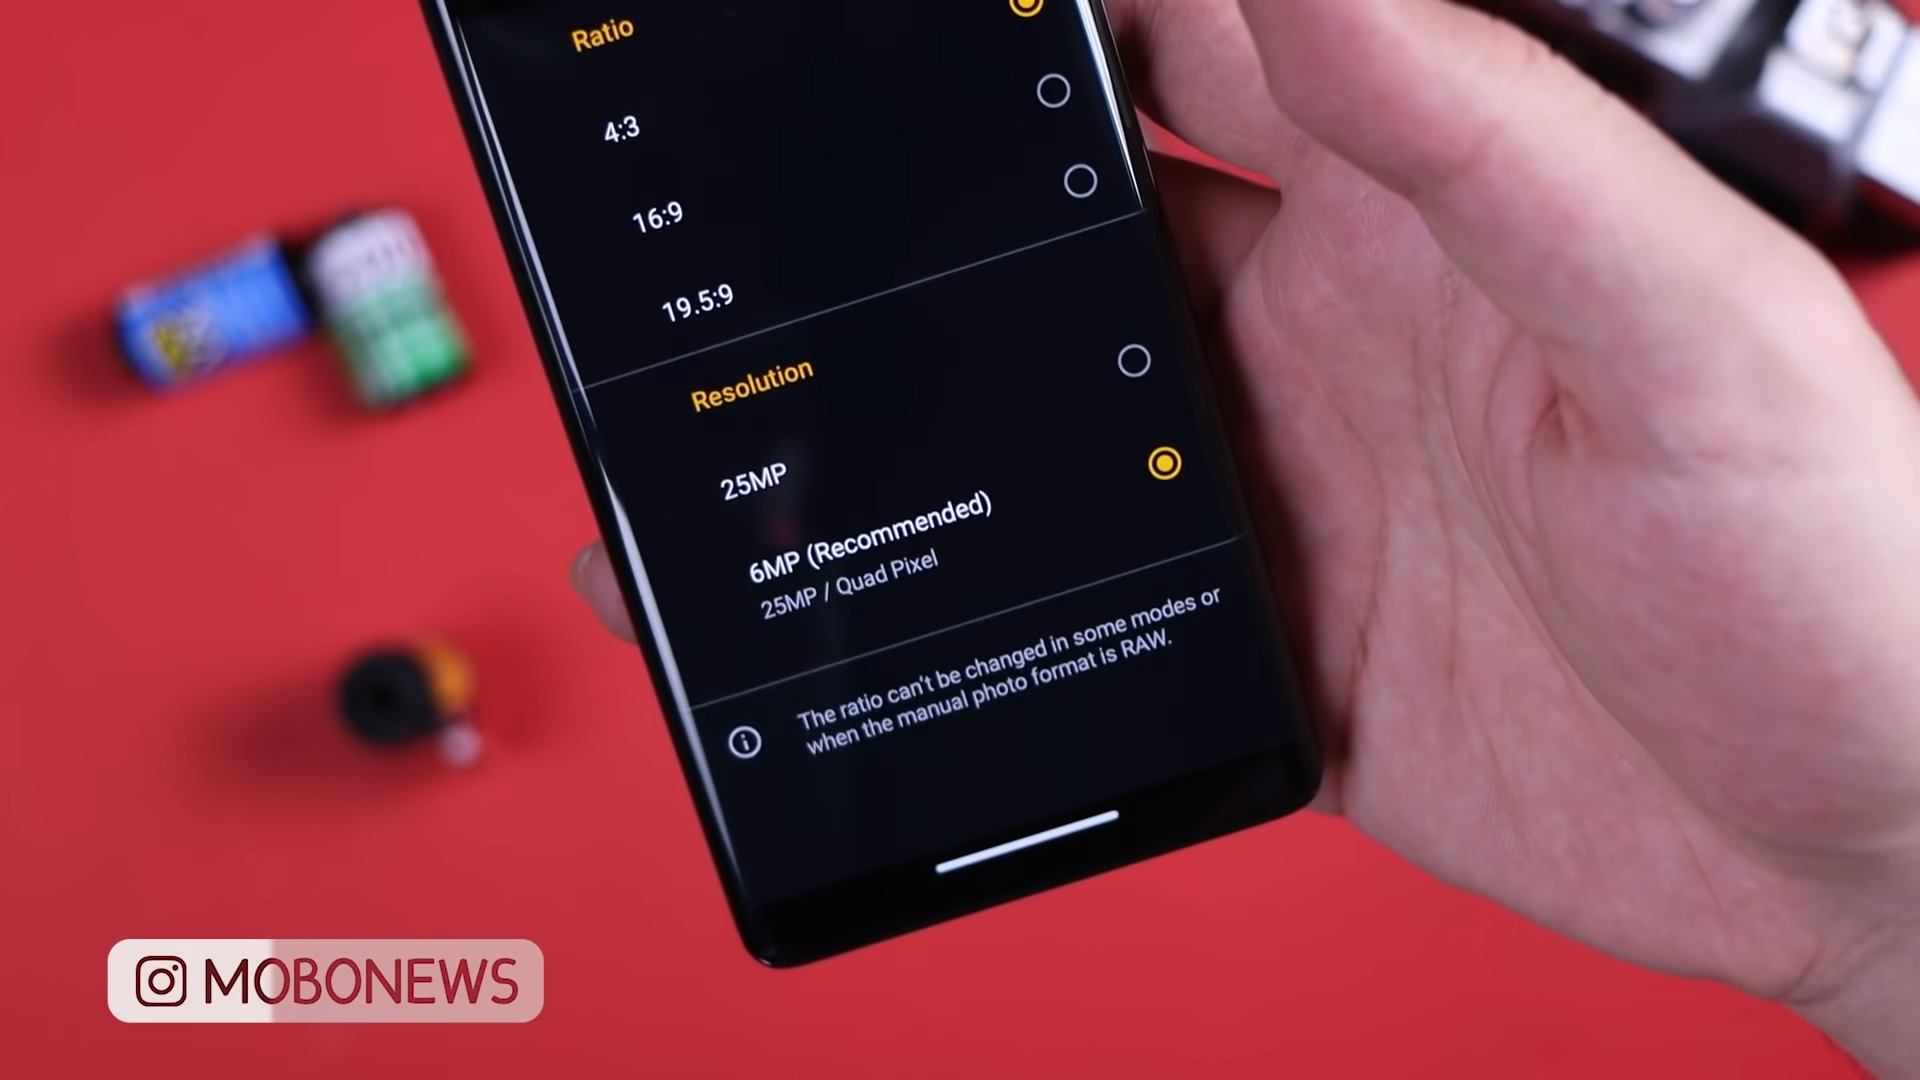 Ratio
4:3
16:9
19.5:9
Resolution
25MP
6MP (Recommended)
25MP / Quad Pixel
The ratio can't be changed in some modes or
when the manual photo format is RAW.
MOBONEWS